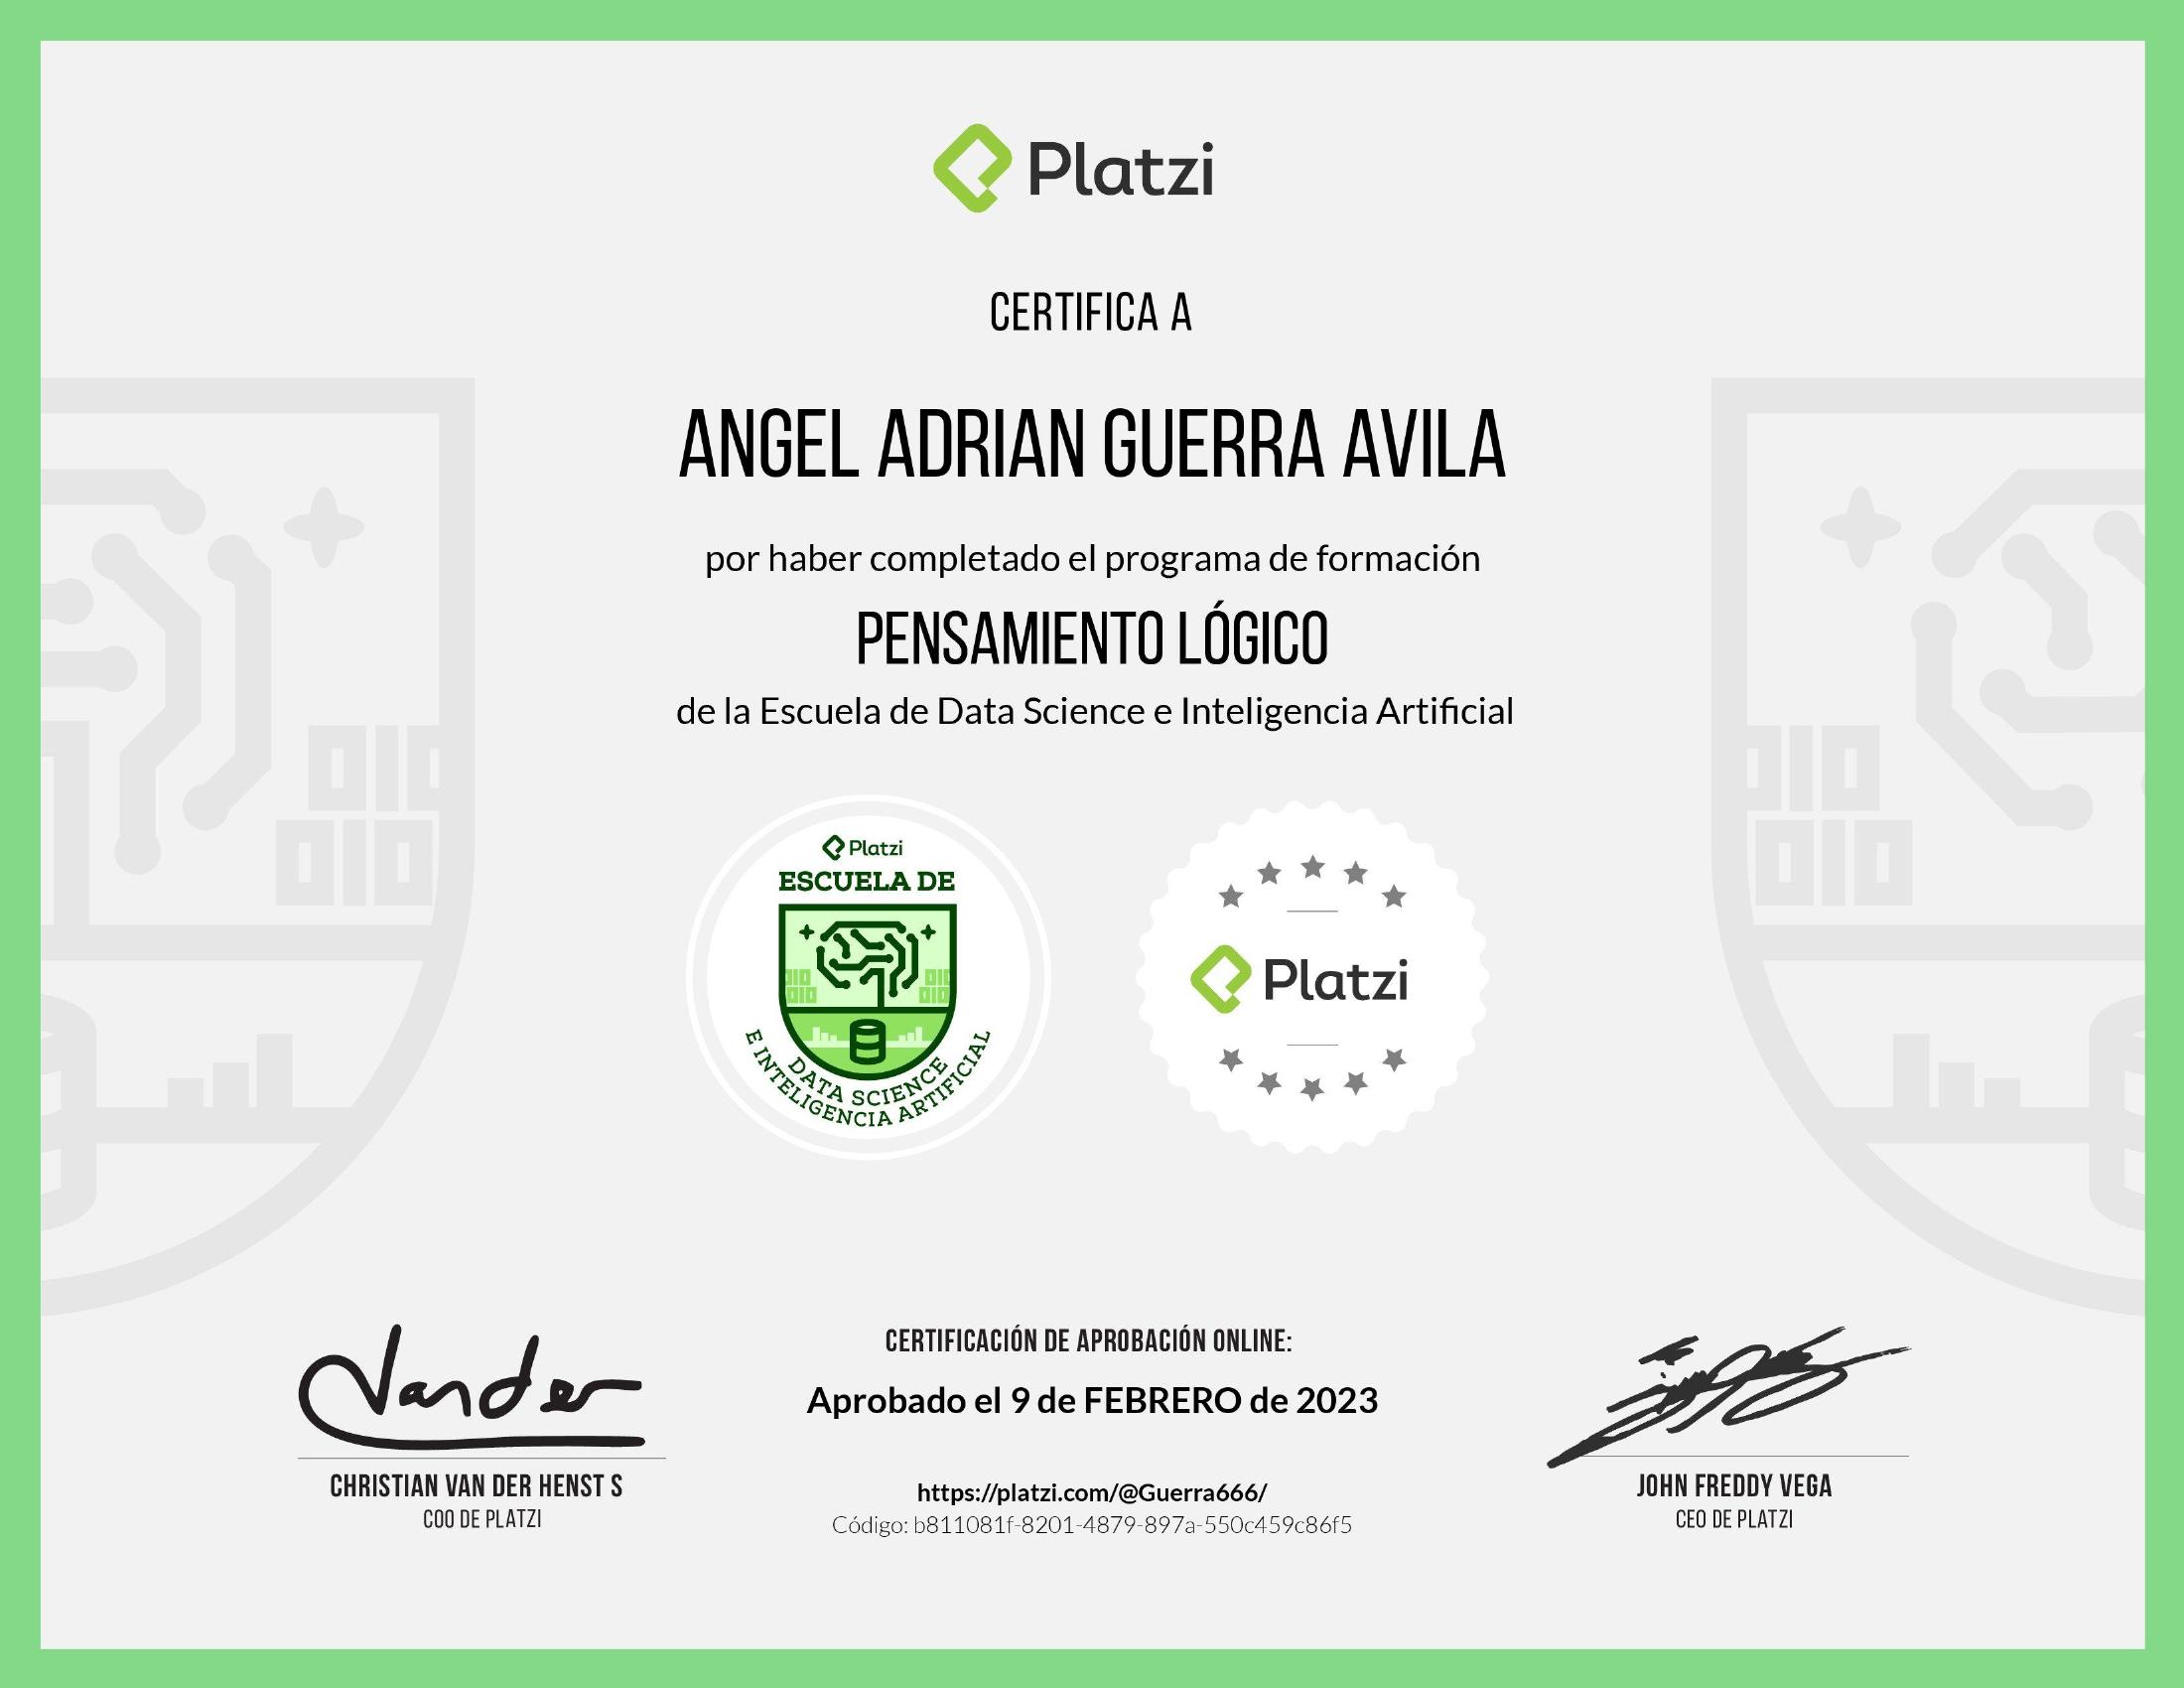 Platzi
CERTIFICA A
ANGEL ADRIAN GUERRA AVILA
por haber completado el programa de formación
PENSAMIENTO LÓGICO
de la Escuela de Data Science e Inteligencia Artificial
Platzi
ESCUELA DE
DATA SCIENCE
E INTELIGENCIA ARTIFICIAL
Platzi
Vander
CHRISTIAN VAN DER HENST S
COO DE PLATZI
CERTIFICACIÓN DE APROBACIÓN ONLINE:
Aprobado el 9 de FEBRERO de 2023
https://platzi.com/@Guerra666/
Código: b811081f-8201-4879-897a-550c459c86f5
JOHN FREDDY VEGA
CEO DE PLATZI